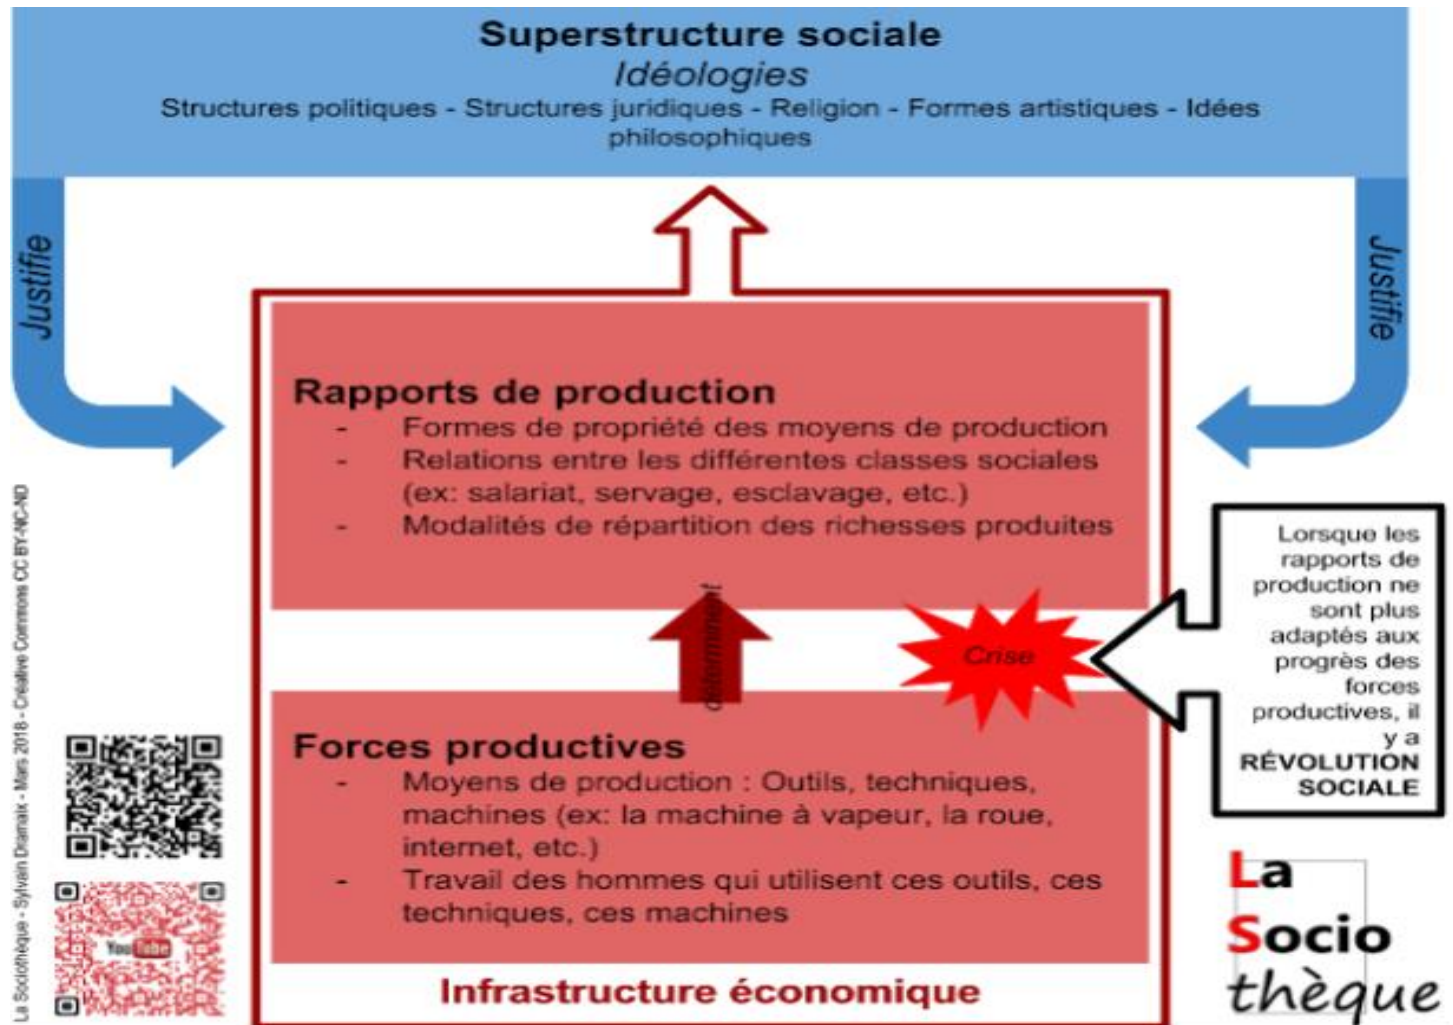 Superstructure sociale
Idéologies
Structures politiques - Structures juridiques - Religion - Formes artistiques - Idées
philosophiques
Justifie
Justifie
Rapports de production
- Formes de propriété des moyens de production
- Relations entre les différentes classes sociales
(ex: salariat, servage, esclavage, etc.)
- Modalités de répartition des richesses produites
Crise
Lorsque les
rapports de
production ne
sont plus
adaptés aux
progrès des
forces
productives, il
y a
RÉVOLUTION
SOCIALE
Forces productives
- Moyens de production : Outils, techniques,
machines (ex: la machine à vapeur, la roue,
internet, etc.)
- Travail des hommes qui utilisent ces outils, ces
techniques, ces machines
Infrastructure économique
La Sociothèque - Sylvain Dramaix - Mars 2018 - Créative Commons CC BY-NC-ND
YouTube
La
Socio
thèque